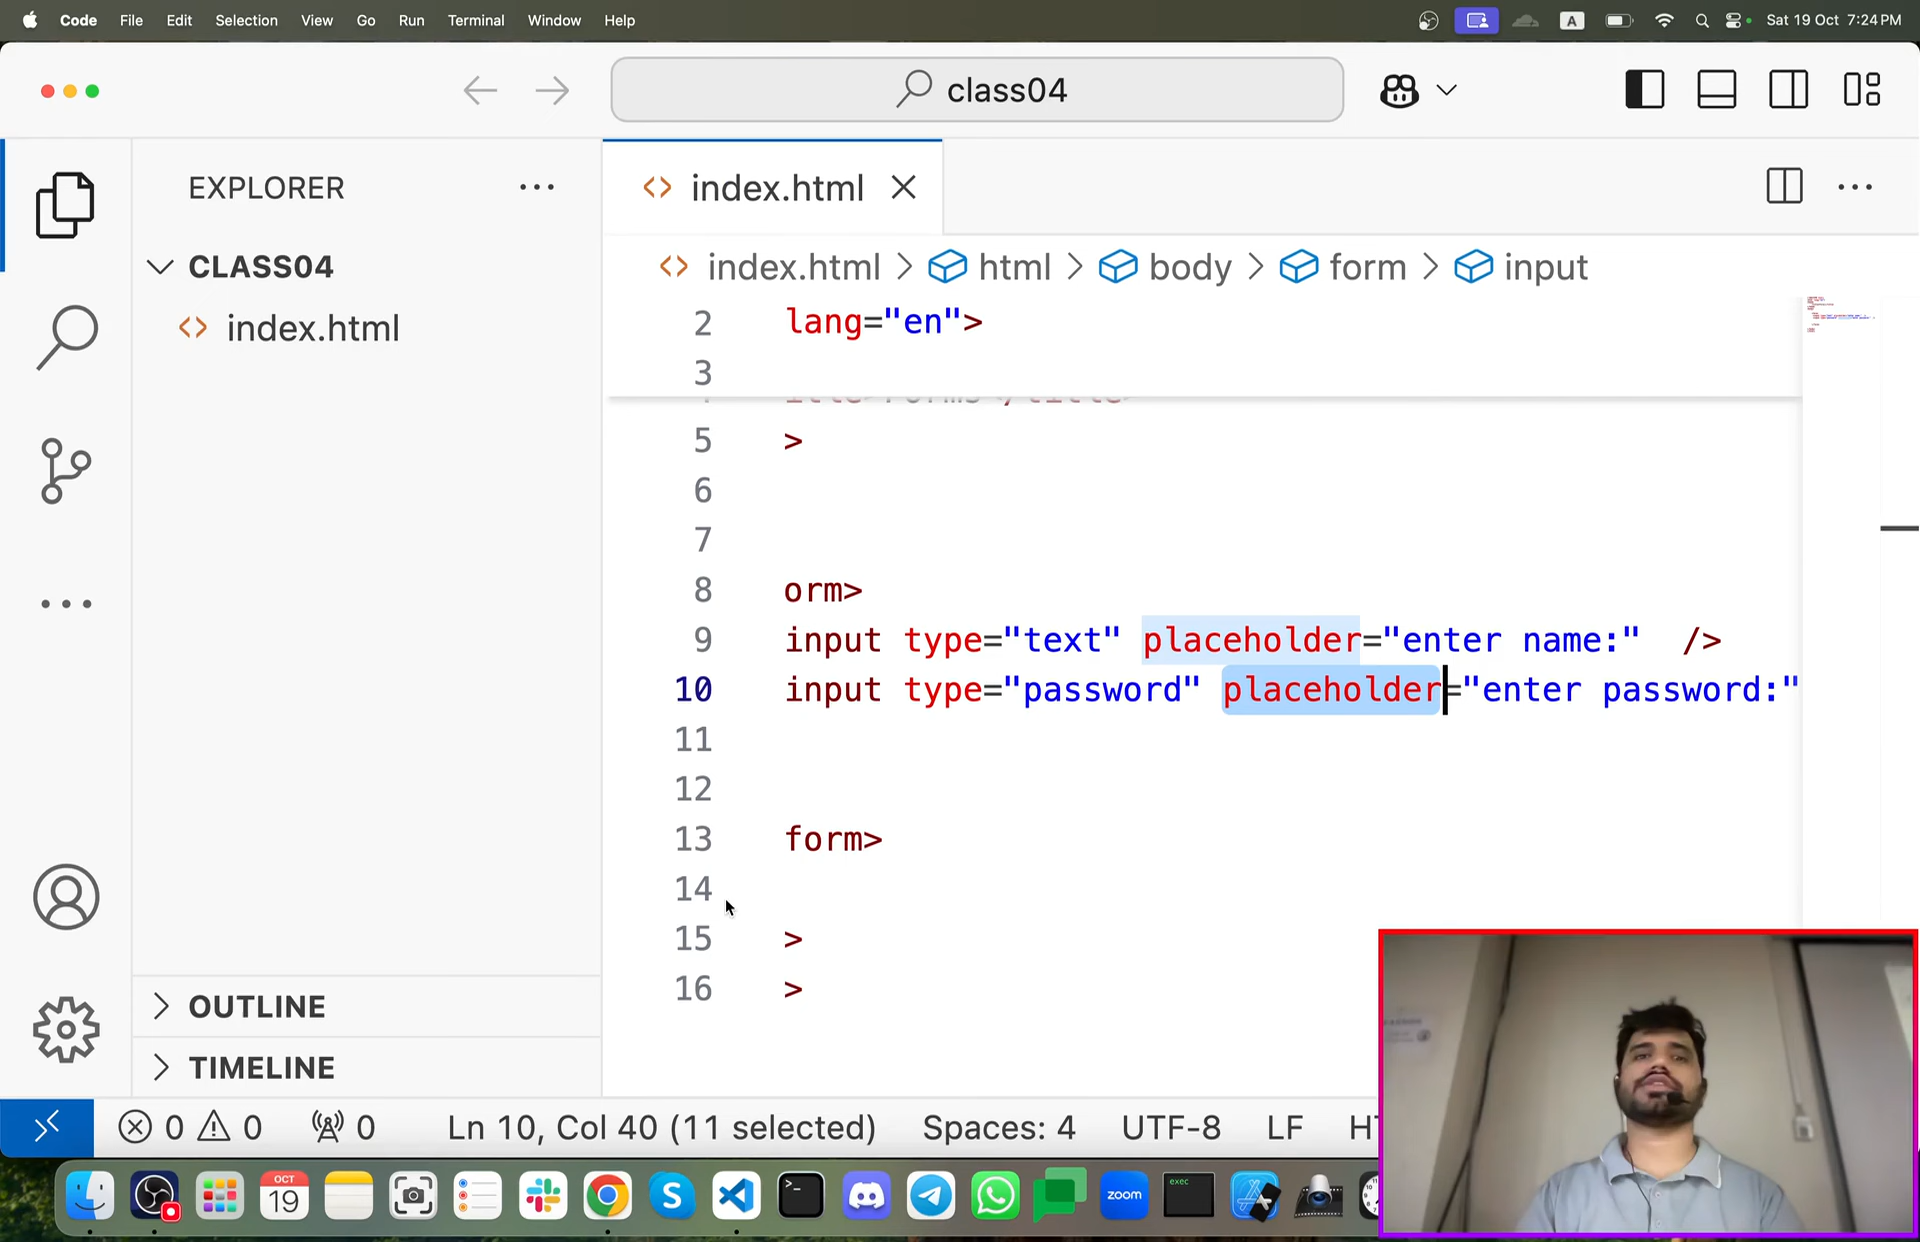 Code File Edit Selection View Go Run Terminal Window Help A Sat 19 Oct 7:24 PM
class04
EXPLORER
CLASS04
index.html
index.html
index.html > html > body > form > input
2 lang="en">
3
5 >
6
7
8 orm>
9 input type="text" placeholder="enter name:" />
10 input type="password" placeholder="enter password:"
11
12
13 form>
14
15 >
16 >
OUTLINE
TIMELINE
0 0 0 Ln 10, Col 40 (11 selected) Spaces: 4 UTF-8 LF
OCT
19
zoom
exec